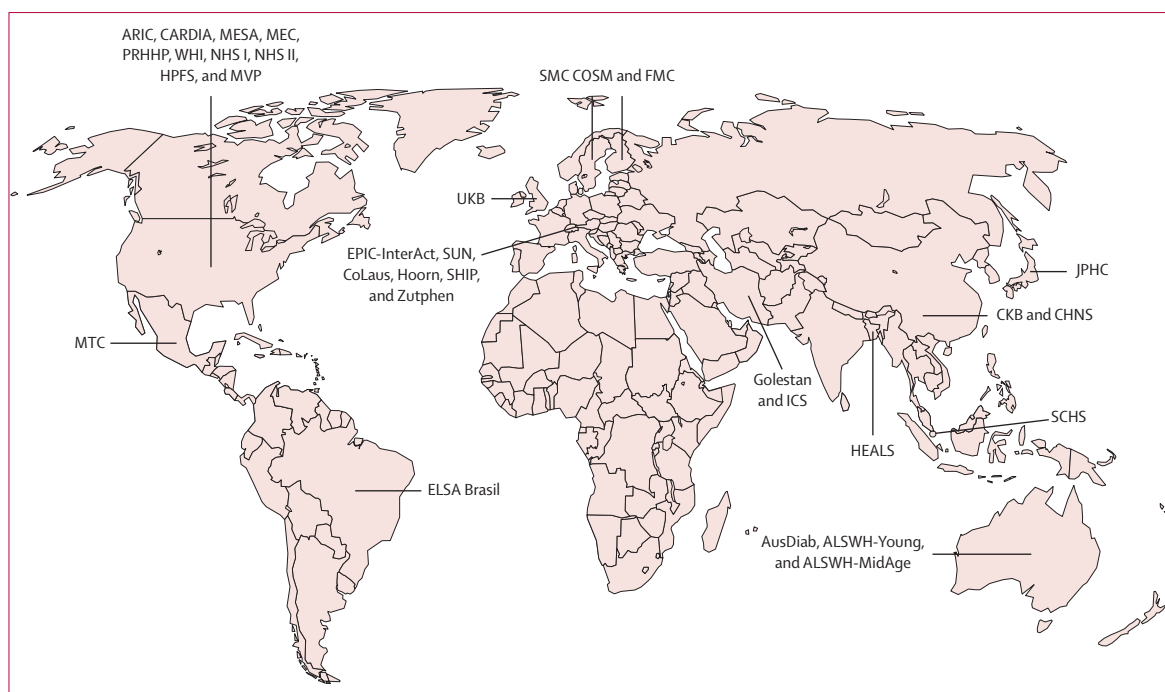 ARIC, CARDIA, MESA, MEC,
PRHHP, WHI, NHS I, NHS II,
HPFS, and MVP
SMC COSM and FMC
UKB
EPIC-InterAct, SUN,
CoLaus, Hoorn, SHIP,
and Zutphen
JPHC
CKB and CHNS
MTC
Golestan
and ICS
SCHS
HEALS
ELSA Brasil
AusDiab, ALSWH-Young,
and ALSWH-MidAge